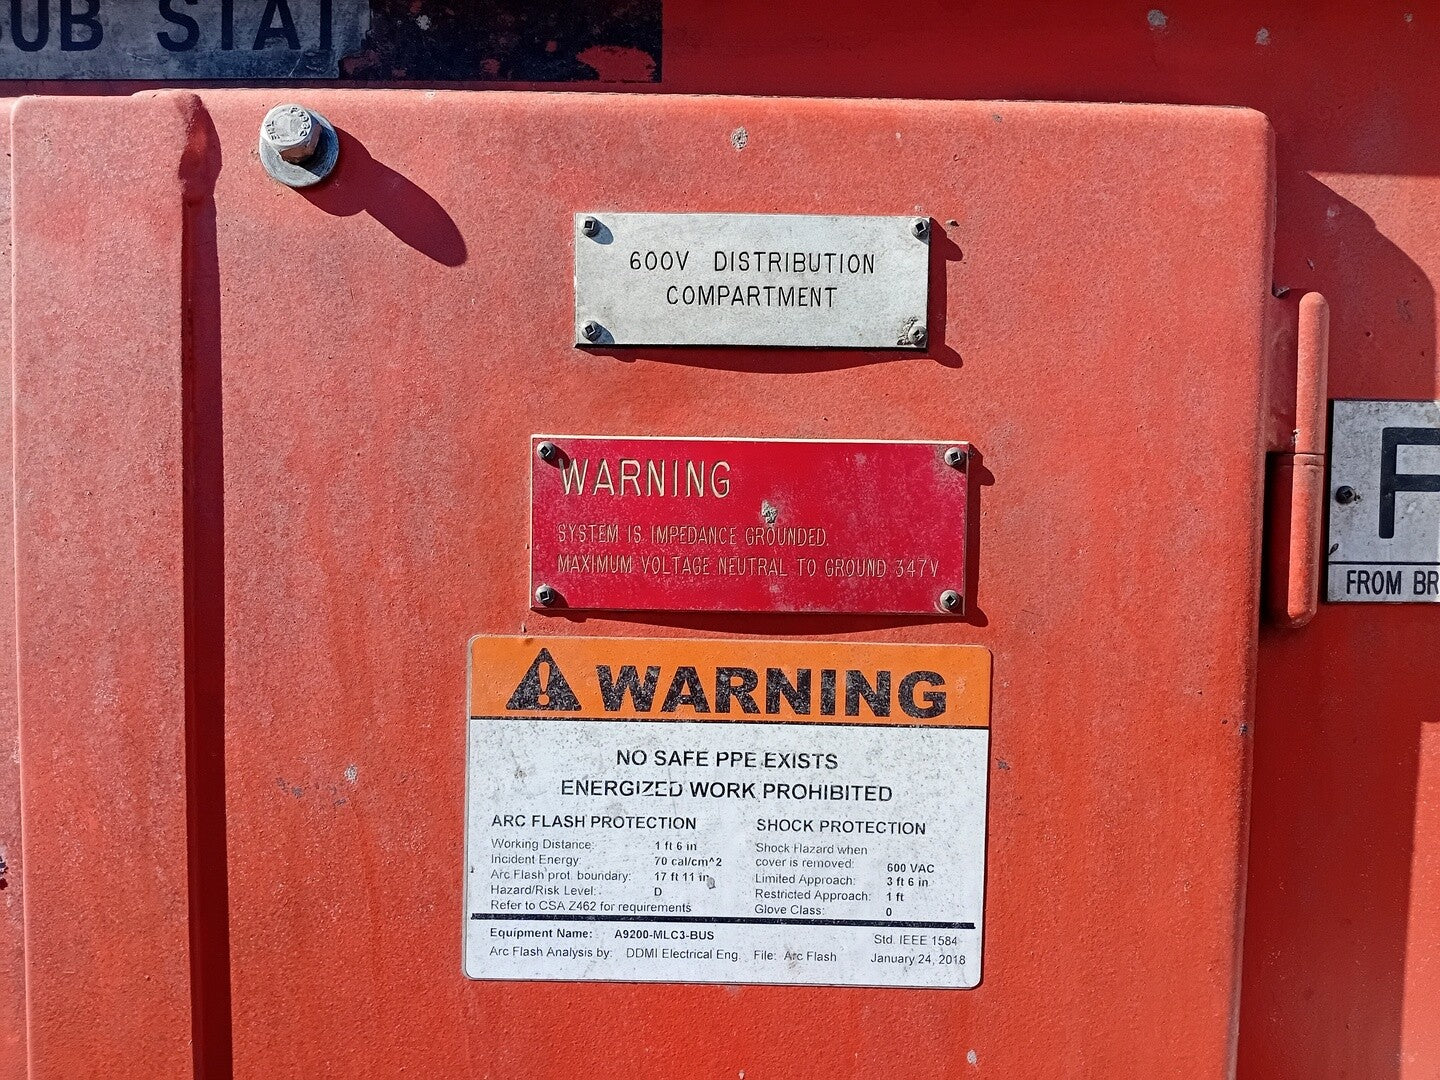 SUB STAT
600V DISTRIBUTION
COMPARTMENT
WARNING
SYSTEM IS IMPEDANCE GROUNDED.
MAXIMUM VOLTAGE NEUTRAL TO GROUND 347V
F
FROM BR
WARNING
NO SAFE PPE EXISTS
ENERGIZED WORK PROHIBITED
ARC FLASH PROTECTION
Working Distance: 1 ft 6 in
Incident Energy: 70 cal/cm^2
Arc Flash prot. boundary: 17 ft 11 in
Hazard/Risk Level: D
Refer to CSA Z462 for requirements
SHOCK PROTECTION
Shock Hazard when
cover is removed: 600 VAC
Limited Approach: 3 ft 6 in
Restricted Approach: 1 ft
Glove Class: 0
Equipment Name: A9200-MLC3-BUS
Std. IEEE 1584
Arc Flash Analysis by: DDMI Electrical Eng. File: Arc Flash January 24, 2018